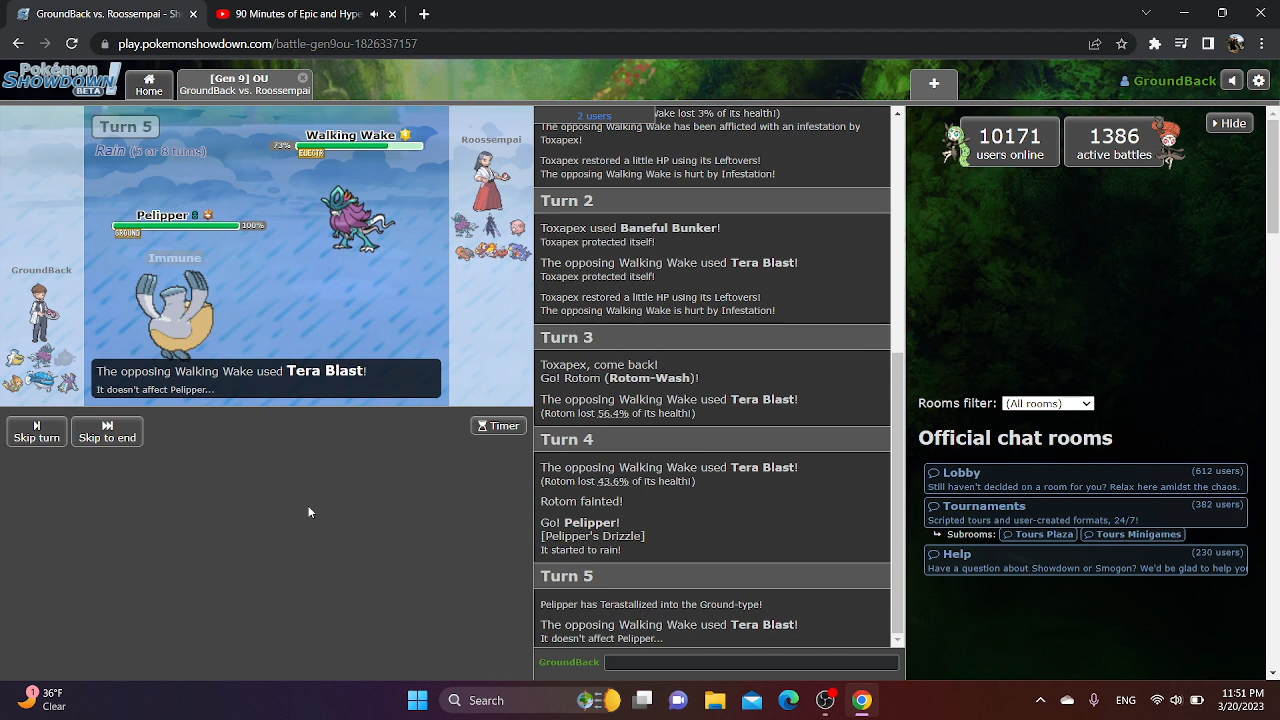 GroundBack vs. Roossempai - S
90 Minutes of Epic and Hype
play.pokemonshowdown.com/battle-gen9ou-1826337157
Pokémon
SHOWDOWN!
BETA
Home
[Gen 9] OU
GroundBack vs. Roossempai
GroundBack
Turn 5
Rain (5 or 8 turns)
Walking Wake
73%
ELECTR
Pelipper
100%
GROUND
Immune
Roossempai
GroundBack
The opposing Walking Wake used Tera Blast!
It doesn't affect Pelipper...
Skip turn
Skip to end
Timer
2 users
Wake lost 3% of its health!)
The opposing Walking Wake has been afflicted with an infestation by
Toxapex!
Toxapex restored a little HP using its Leftovers!
The opposing Walking Wake is hurt by Infestation!
Turn 2
Toxapex used Baneful Bunker!
Toxapex protected itself!
The opposing Walking Wake used Tera Blast!
Toxapex protected itself!
Toxapex restored a little HP using its Leftovers!
The opposing Walking Wake is hurt by Infestation!
Turn 3
Toxapex, come back!
Go! Rotom (Rotom-Wash)!
The opposing Walking Wake used Tera Blast!
(Rotom lost 56.4% of its health!)
Turn 4
The opposing Walking Wake used Tera Blast!
(Rotom lost 43.6% of its health!)
Rotom fainted!
Go! Pelipper!
[Pelipper's Drizzle]
It started to rain!
Turn 5
Pelipper has Terastallized into the Ground-type!
The opposing Walking Wake used Tera Blast!
It doesn't affect Pelipper...
GroundBack
10171
users online
1386
active battles
Hide
Rooms filter: (All rooms)
Official chat rooms
Lobby (612 users)
Still haven't decided on a room for you? Relax here amidst the chaos.
Tournaments (382 users)
Scripted tours and user-created formats, 24/7!
Subrooms: Tours Plaza Tours Minigames
Help (230 users)
Have a question about Showdown or Smogon? We'd be glad to help you
1
36°F
Clear
Search
ENG
11:51 PM
3/20/2023